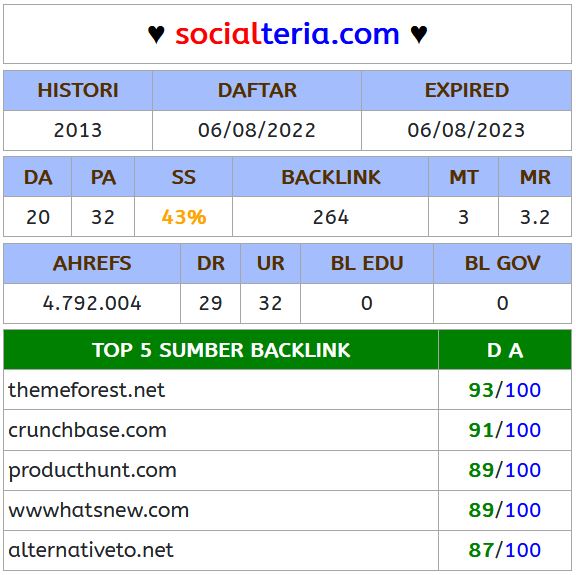 ♥ socialteria.com ♥
HISTORI DAFTAR EXPIRED
2013 06/08/2022 06/08/2023
DA PA SS BACKLINK MT MR
20 32 43% 264 3 3.2
AHREFS DR UR BL EDU BL GOV
4.792.004 29 32 0 0
TOP 5 SUMBER BACKLINK D A
themeforest.net 93/100
crunchbase.com 91/100
producthunt.com 89/100
wwwhatsnew.com 89/100
alternativeto.net 87/100